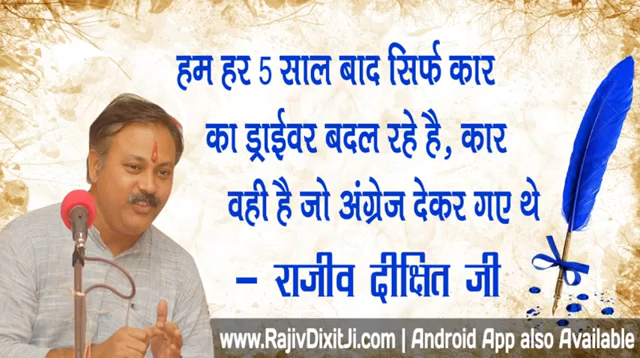 हम हर 5 साल बाद सिर्फ कार
का ड्राईवर बदल रहे है, कार
वही है जो अंग्रेज देकर गए थे
– राजीव दीक्षित जी
www.RajivDixitJi.com | Android App also Available